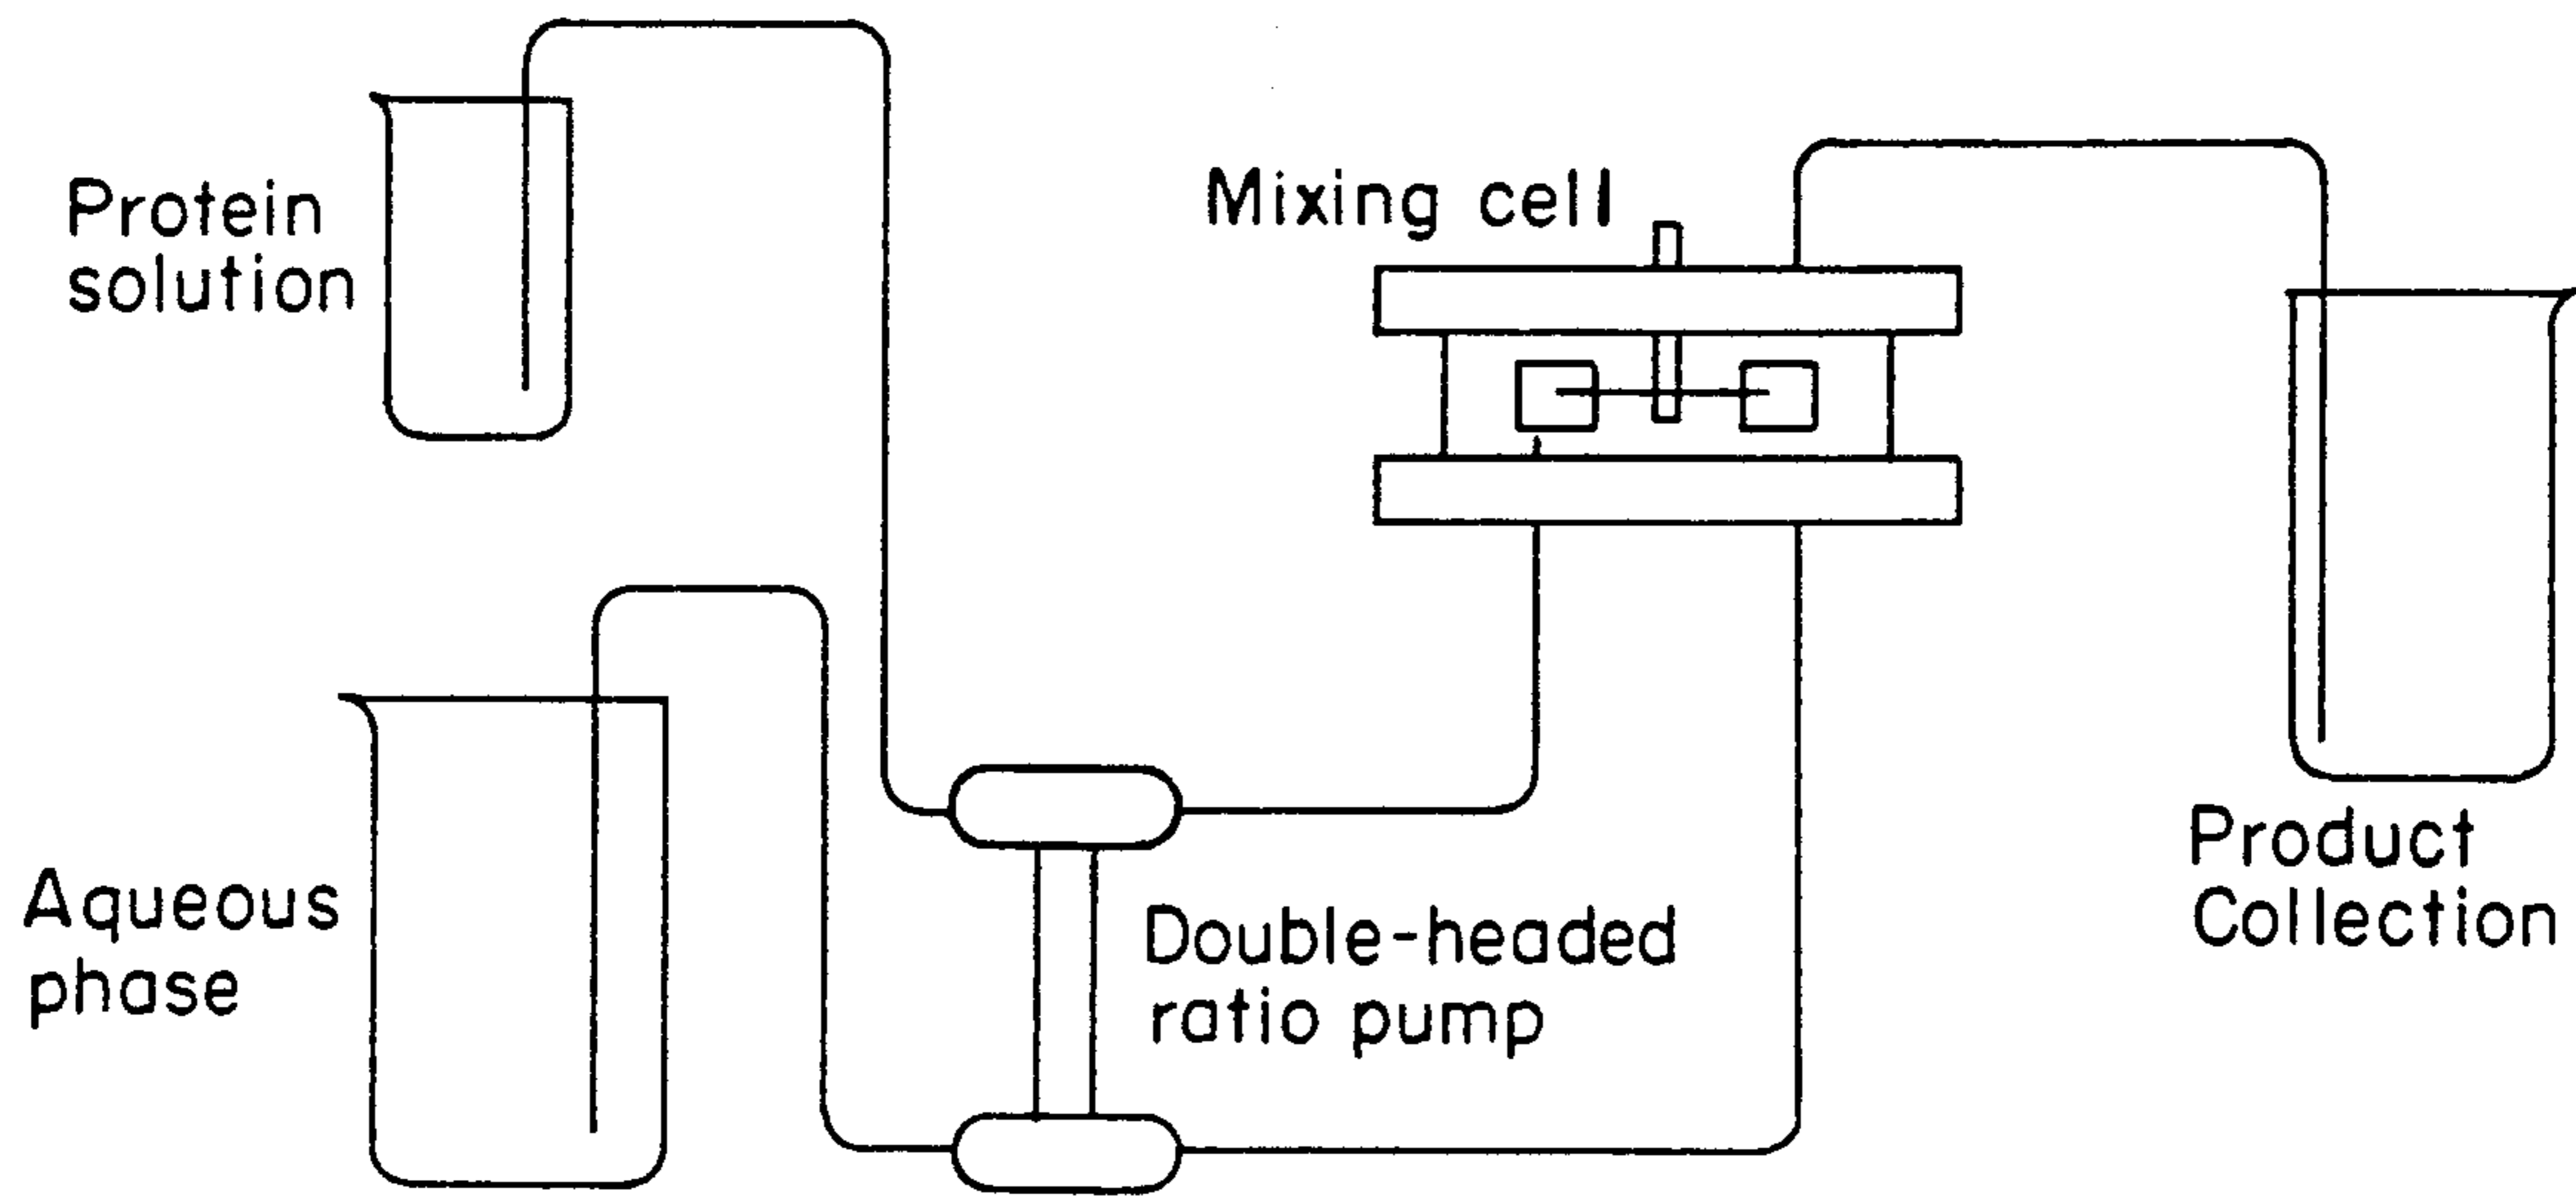 Protein
solution
Mixing cell
Aqueous
phase
Double-headed
ratio pump
Product
Collection